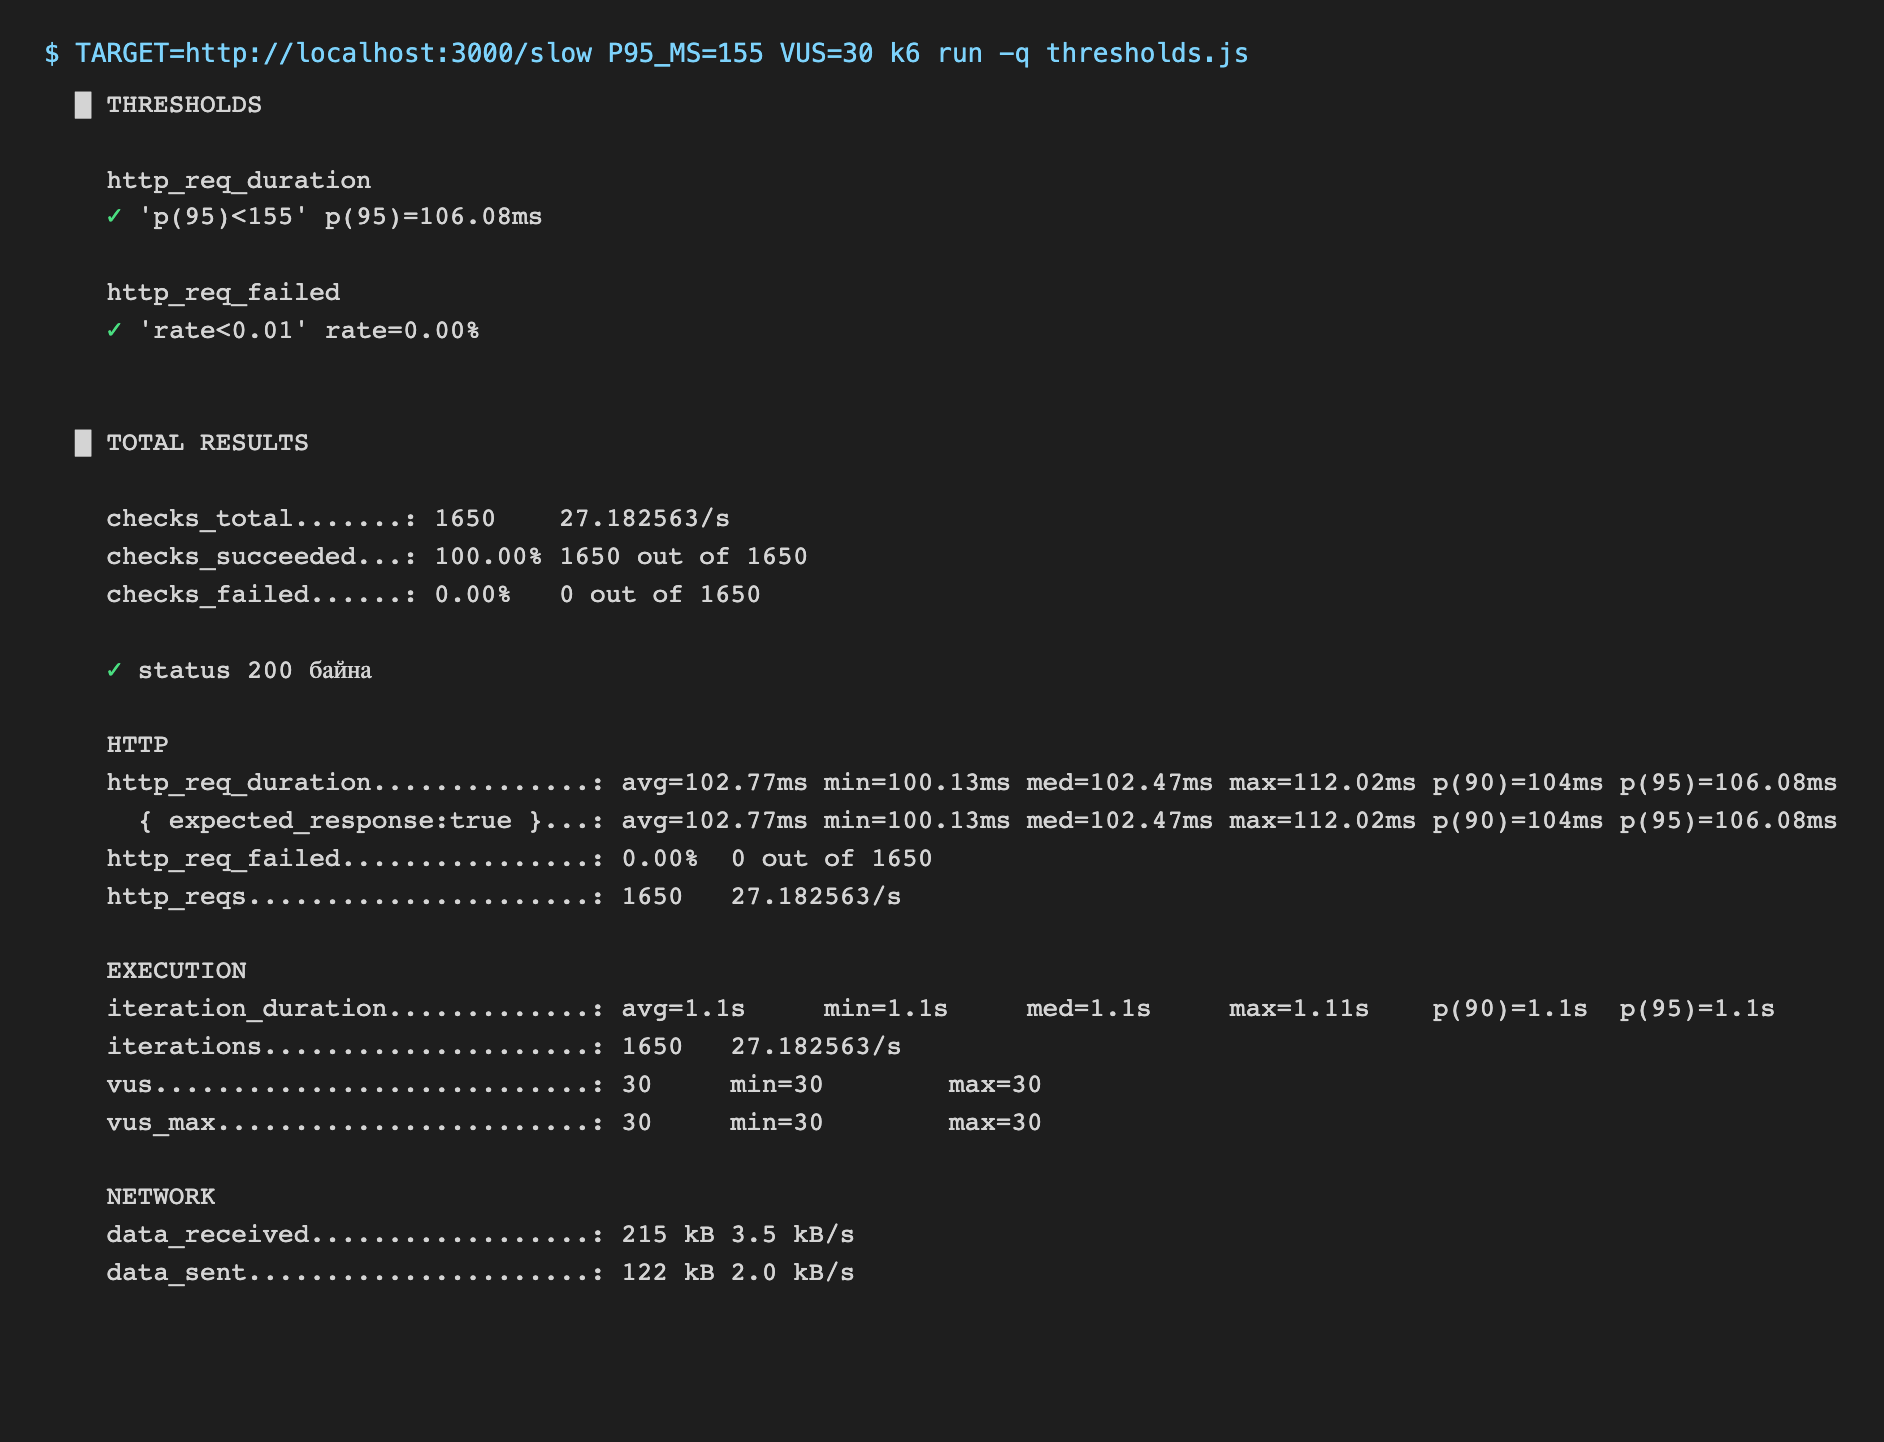 $ TARGET=http://localhost:3000/slow P95_MS=155 VUS=30 k6 run -q thresholds.js
█ THRESHOLDS
http_req_duration
✓ 'p(95)<155' p(95)=106.08ms
http_req_failed
✓ 'rate<0.01' rate=0.00%
█ TOTAL RESULTS
checks_total.......: 1650    27.182563/s
checks_succeeded...: 100.00% 1650 out of 1650
checks_failed......: 0.00%   0 out of 1650
✓ status 200 байна
HTTP
http_req_duration..............: avg=102.77ms min=100.13ms med=102.47ms max=112.02ms p(90)=104ms p(95)=106.08ms
{ expected_response:true }...: avg=102.77ms min=100.13ms med=102.47ms max=112.02ms p(90)=104ms p(95)=106.08ms
http_req_failed................: 0.00%  0 out of 1650
http_reqs......................: 1650   27.182563/s
EXECUTION
iteration_duration.............: avg=1.1s     min=1.1s     med=1.1s     max=1.11s    p(90)=1.1s  p(95)=1.1s
iterations.....................: 1650   27.182563/s
vus............................: 30     min=30        max=30
vus_max........................: 30     min=30        max=30
NETWORK
data_received..................: 215 kB 3.5 kB/s
data_sent......................: 122 kB 2.0 kB/s